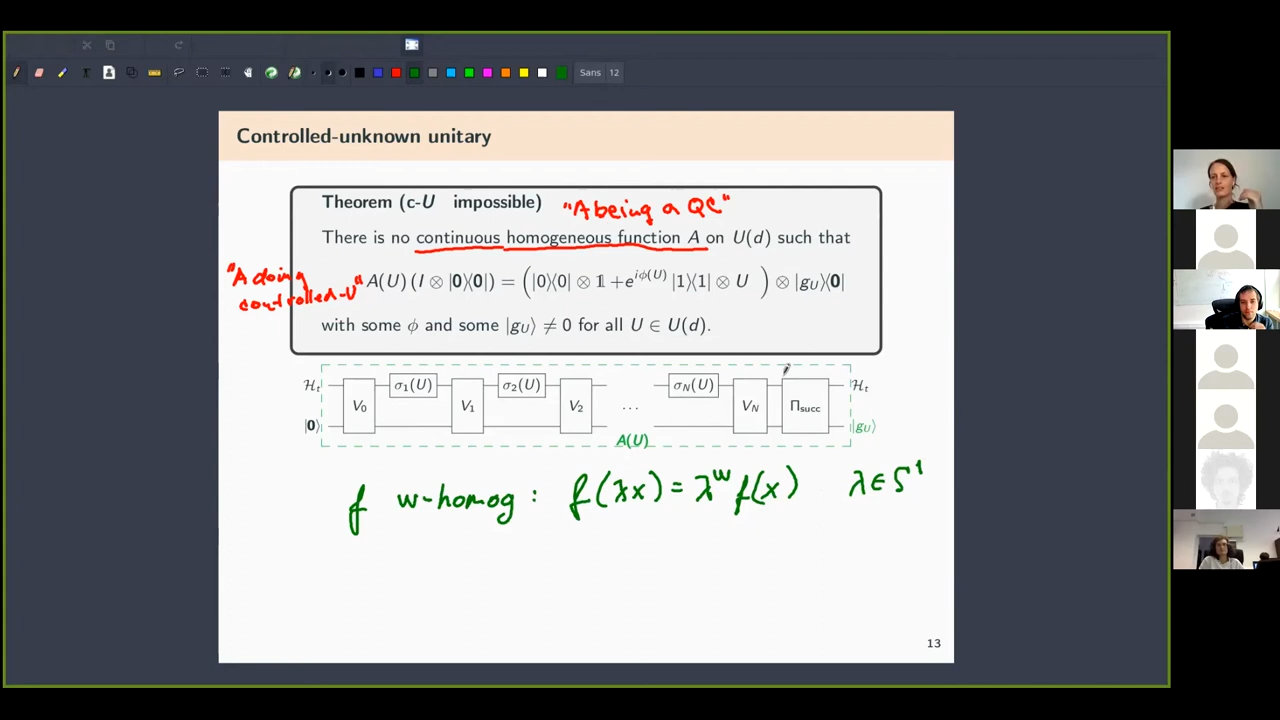 Sans 12
Controlled-unknown unitary
Theorem (c-U impossible) "A being a QC"
There is no continuous homogeneous function A on U(d) such that
"A doing controlled-U"
A(U) (I ⊗ |0⟩⟨0|) = (|0⟩⟨0| ⊗ 𝟙 + e^{iϕ(U)} |1⟩⟨1| ⊗ U ) ⊗ |g_U⟩⟨0|
with some ϕ and some |g_U⟩ ≠ 0 for all U ∈ U(d).
ℋ_t V_0 σ_1(U) V_1 σ_2(U) V_2 ... σ_N(U) V_N Π_succ ℋ_t
|0⟩ A(U) |g_U⟩
f w-homog : f(λx) = λ^w f(x) λ ∈ S^1
13